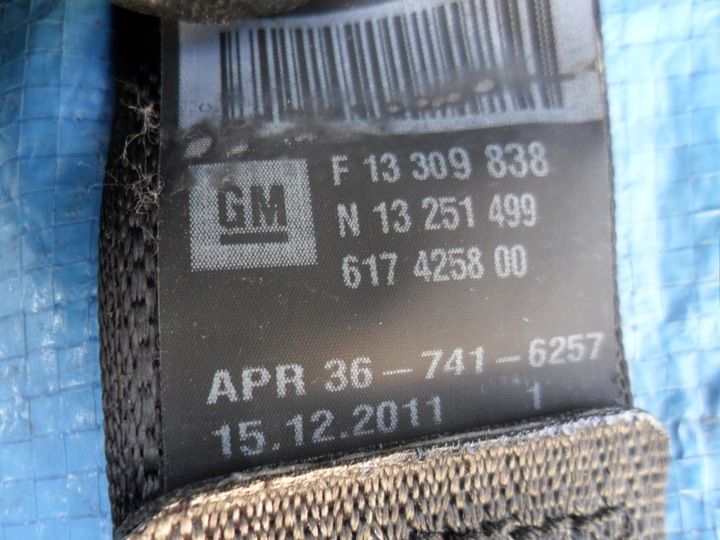 F 13 309 838
GM
N 13 251 499
617 4258 00
APR 36-741-6257
15.12.2011 1